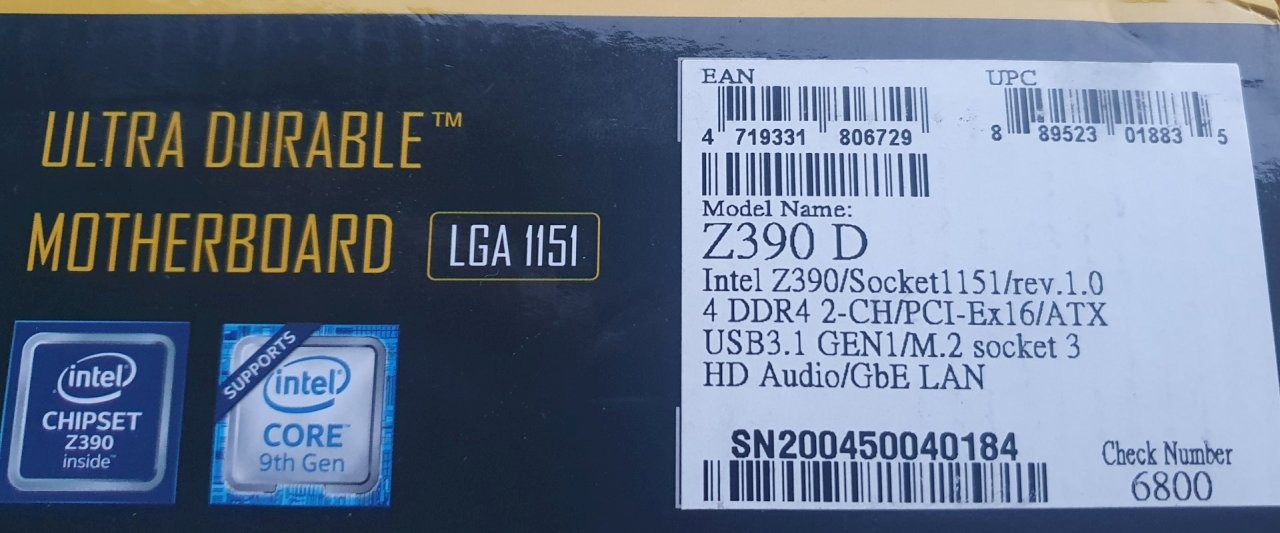 ULTRA DURABLE™
MOTHERBOARD LGA 1151
intel
CHIPSET
Z390
inside™
SUPPORTS
intel
CORE™
9th Gen
EAN
4 719331 806729
UPC
8 89523 01883 5
Model Name:
Z390 D
Intel Z390/Socket1151/rev.1.0
4 DDR4 2-CH/PCI-Ex16/ATX
USB3.1 GEN1/M.2 socket 3
HD Audio/GbE LAN
SN200450040184
Check Number
6800